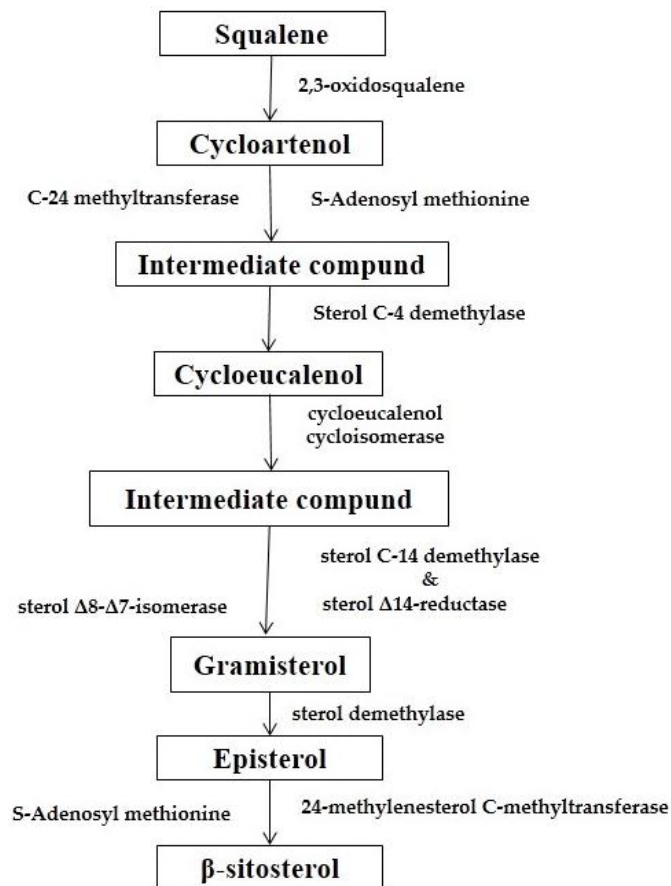 Squalene
2,3-oxidosqualene
Cycloartenol
C-24 methyltransferase
S-Adenosyl methionine
Intermediate compund
Sterol C-4 demethylase
Cycloeucalenol
cycloeucalenol
cycloisomerase
Intermediate compund
sterol C-14 demethylase
&
sterol Δ8-Δ7-isomerase
sterol Δ14-reductase
Gramisterol
sterol demethylase
Episterol
S-Adenosyl methionine
24-methylenesterol C-methyltransferase
β-sitosterol